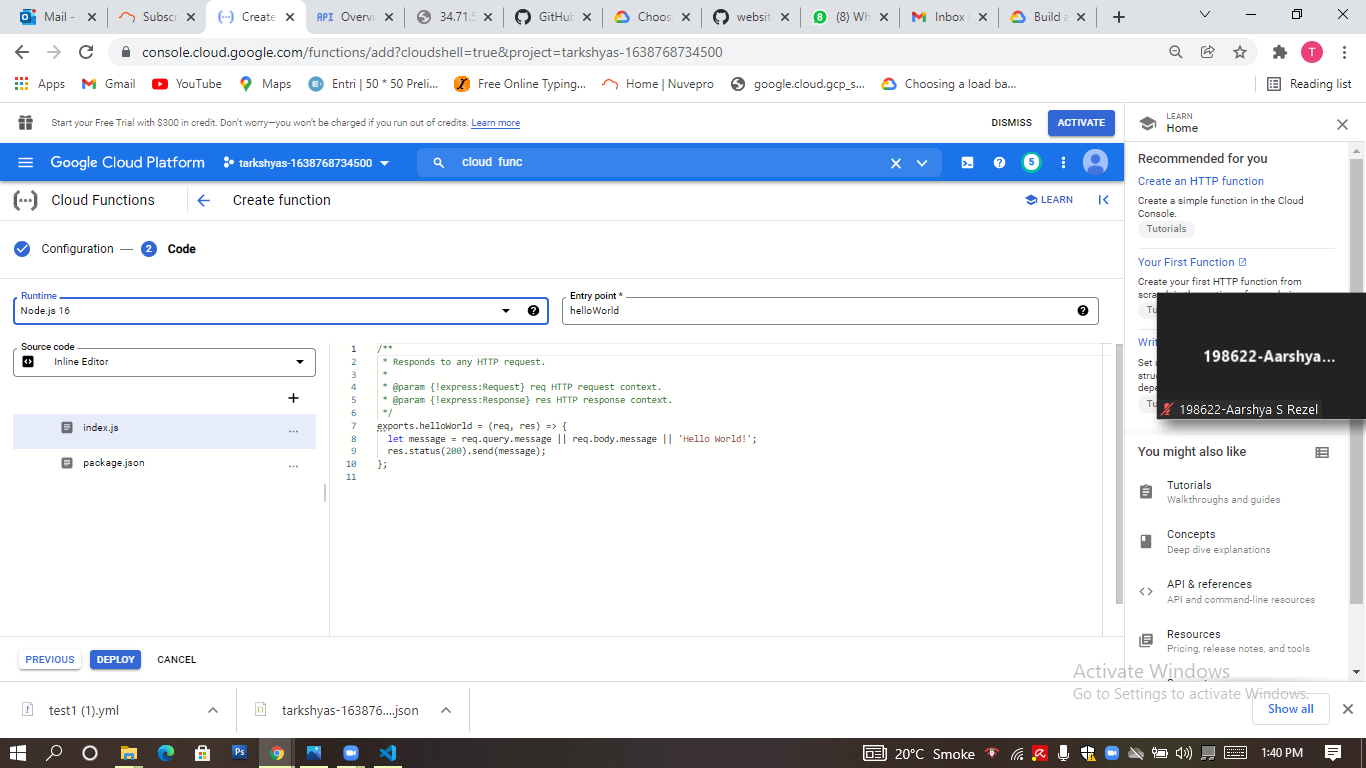 Mail -
Subscr
Create
API Overvi
34.71.5
GitHub
Choosi
websit
(8) Wh
Inbox
Build a
console.cloud.google.com/functions/add?cloudshell=true&project=tarkshyas-1638768734500
T
Apps
Gmail
YouTube
Maps
Entri | 50 * 50 Preli...
Free Online Typing...
Home | Nuvepro
google.cloud.gcp_s...
Choosing a load ba...
Reading list
Start your Free Trial with $300 in credit. Don't worry—you won't be charged if you run out of credits. Learn more
DISMISS
ACTIVATE
LEARN
Home
Google Cloud Platform
tarkshyas-1638768734500
cloud func
5
Cloud Functions
Create function
LEARN
Configuration — 2 Code
Runtime
Node.js 16
Entry point *
helloWorld
Source code
Inline Editor
index.js
...
package.json
...
1 /**
2 * Responds to any HTTP request.
3 *
4 * @param {!express:Request} req HTTP request context.
5 * @param {!express:Response} res HTTP response context.
6 */
7 exports.helloWorld = (req, res) => {
8 let message = req.query.message || req.body.message || 'Hello World!';
9 res.status(200).send(message);
10 };
11
PREVIOUS
DEPLOY
CANCEL
Recommended for you
Create an HTTP function
Create a simple function in the Cloud
Console.
Tutorials
Your First Function
Create your first HTTP function from
198622-Aarshya...
198622-Aarshya S Rezel
You might also like
Tutorials
Walkthroughs and guides
Concepts
Deep dive explanations
API & references
API and command-line resources
Resources
Pricing, release notes, and tools
Activate Windows
Go to Settings to activate Windows.
test1 (1).yml
tarkshyas-163876....json
Show all
Ps
20°C Smoke
1:40 PM